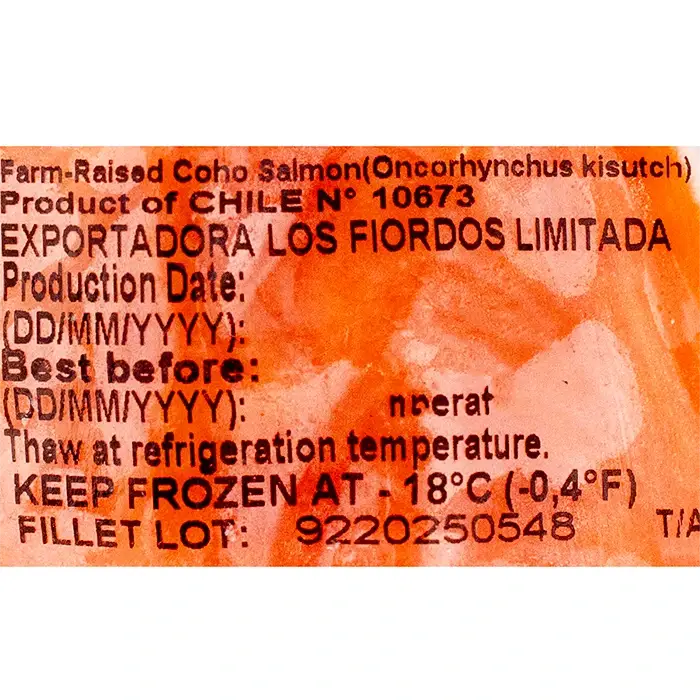 Farm-Raised Coho Salmon(Oncorhynchus kisutch)
Product of CHILE N° 10673
EXPORTADORA LOS FIORDOS LIMITADA
Production Date:
(DD/MM/YYYY):
Best before:
(DD/MM/YYYY):
Thaw at refrigeration temperature.
KEEP FROZEN AT - 18°C (-0,4°F)
FILLET LOT: 9220250548 T/A